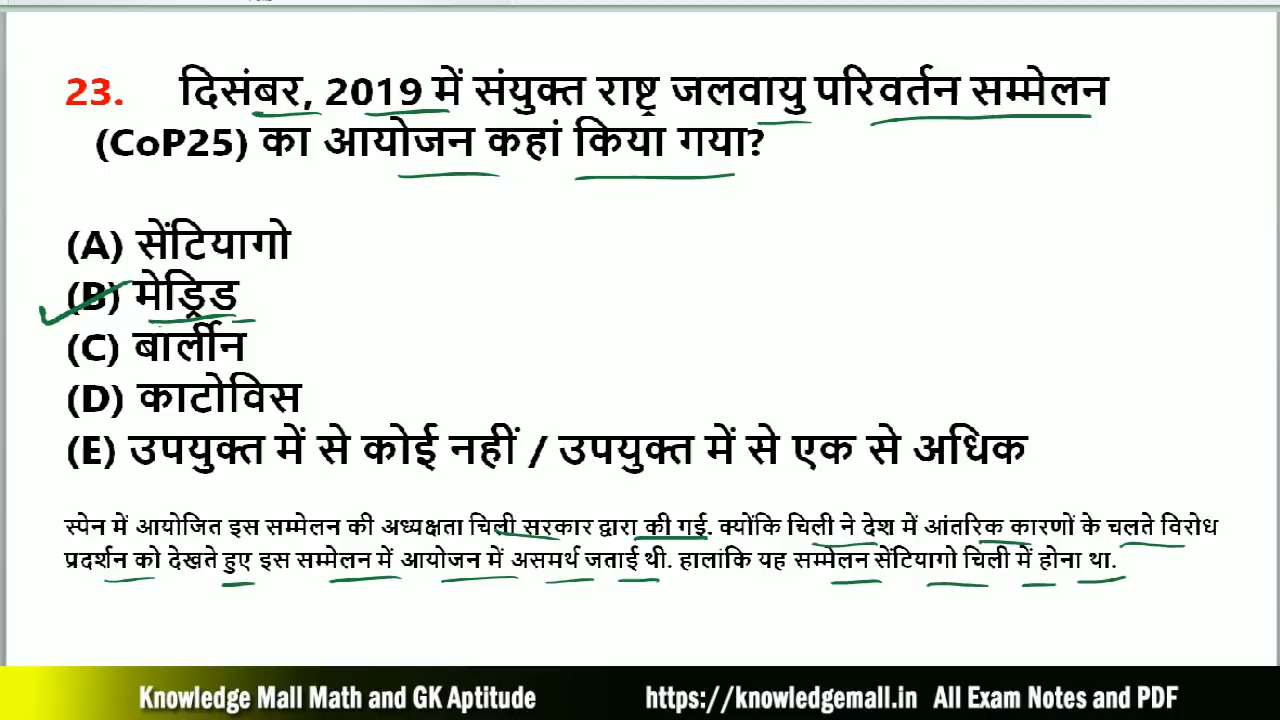 23. दिसंबर, 2019 में संयुक्त राष्ट्र जलवायु परिवर्तन सम्मेलन
(CoP25) का आयोजन कहां किया गया?
(A) सेंटियागो
(B) मेड्रिड
(C) बार्लीन
(D) काटोविस
(E) उपयुक्त में से कोई नहीं / उपयुक्त में से एक से अधिक
स्पेन में आयोजित इस सम्मेलन की अध्यक्षता चिली सरकार द्वारा की गई. क्योंकि चिली ने देश में आंतरिक कारणों के चलते विरोध
प्रदर्शन को देखते हुए इस सम्मेलन में आयोजन में असमर्थ जताई थी. हालांकि यह सम्मेलन सेंटियागो चिली में होना था.
Knowledge Mall Math and GK Aptitude https://knowledgemall.in All Exam Notes and PDF